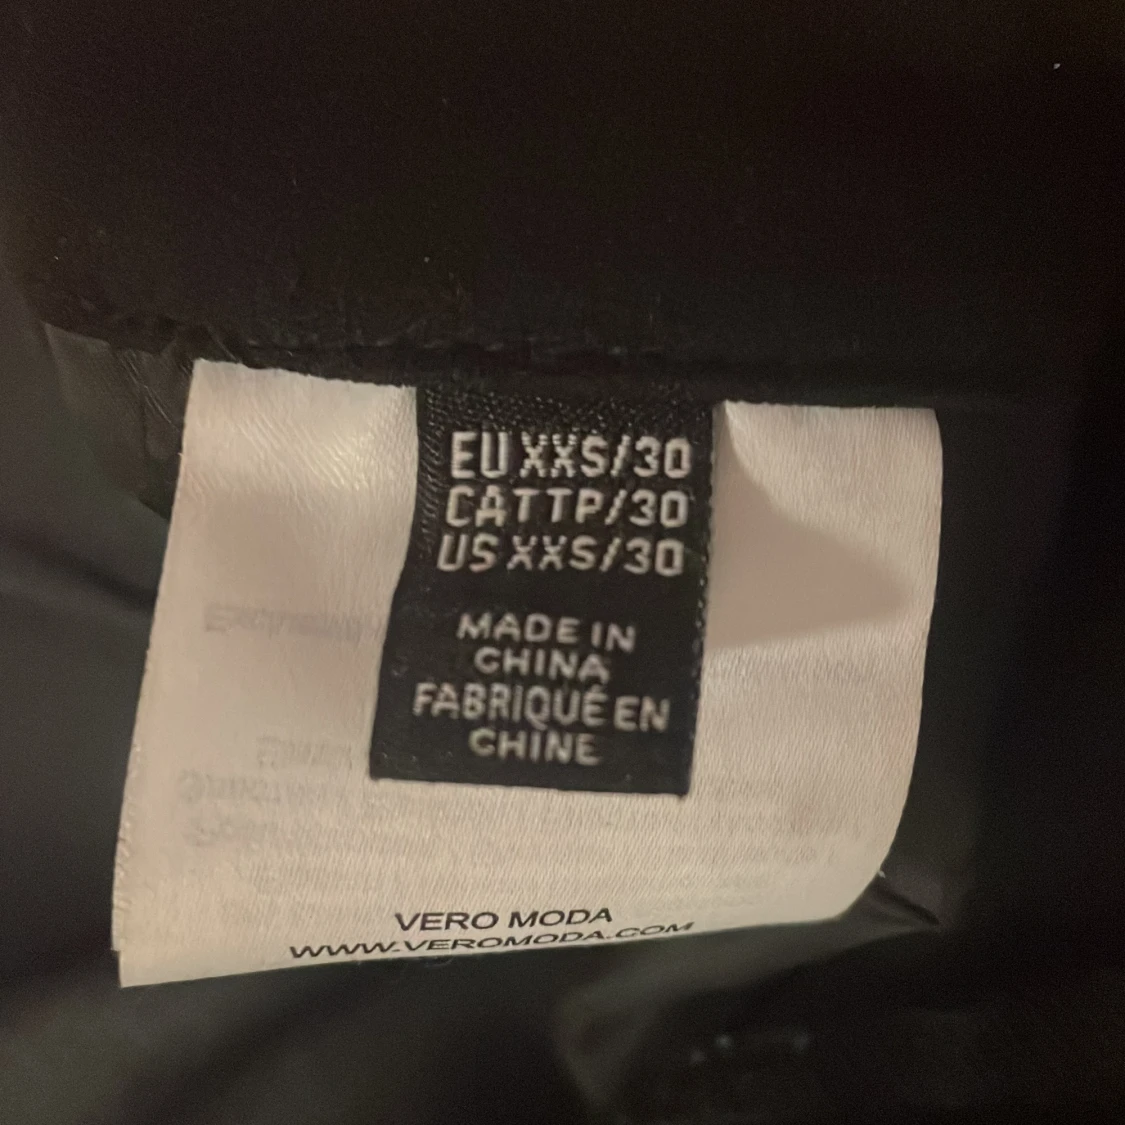 EU XXS/30
CA TTP/30
US XXS/30
MADE IN
CHINA
FABRIQUÉ EN
CHINE
VERO MODA
WWW.VEROMODA.COM